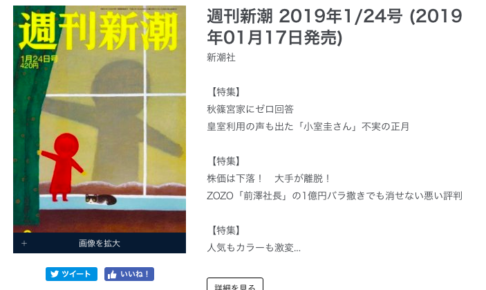 週刊新潮
1月24日号
420円
画像を拡大
ツイート
いいね！
週刊新潮 2019年1/24号 (2019
年01月17日発売)
新潮社
【特集】
秋篠宮家にゼロ回答
皇室利用の声も出た「小室圭さん」不実の正月
【特集】
株価は下落！　大手が離脱！
ZOZO「前澤社長」の1億円バラ撒きでも消せない悪い評判
【特集】
人気もカラーも激変...
詳細を見る